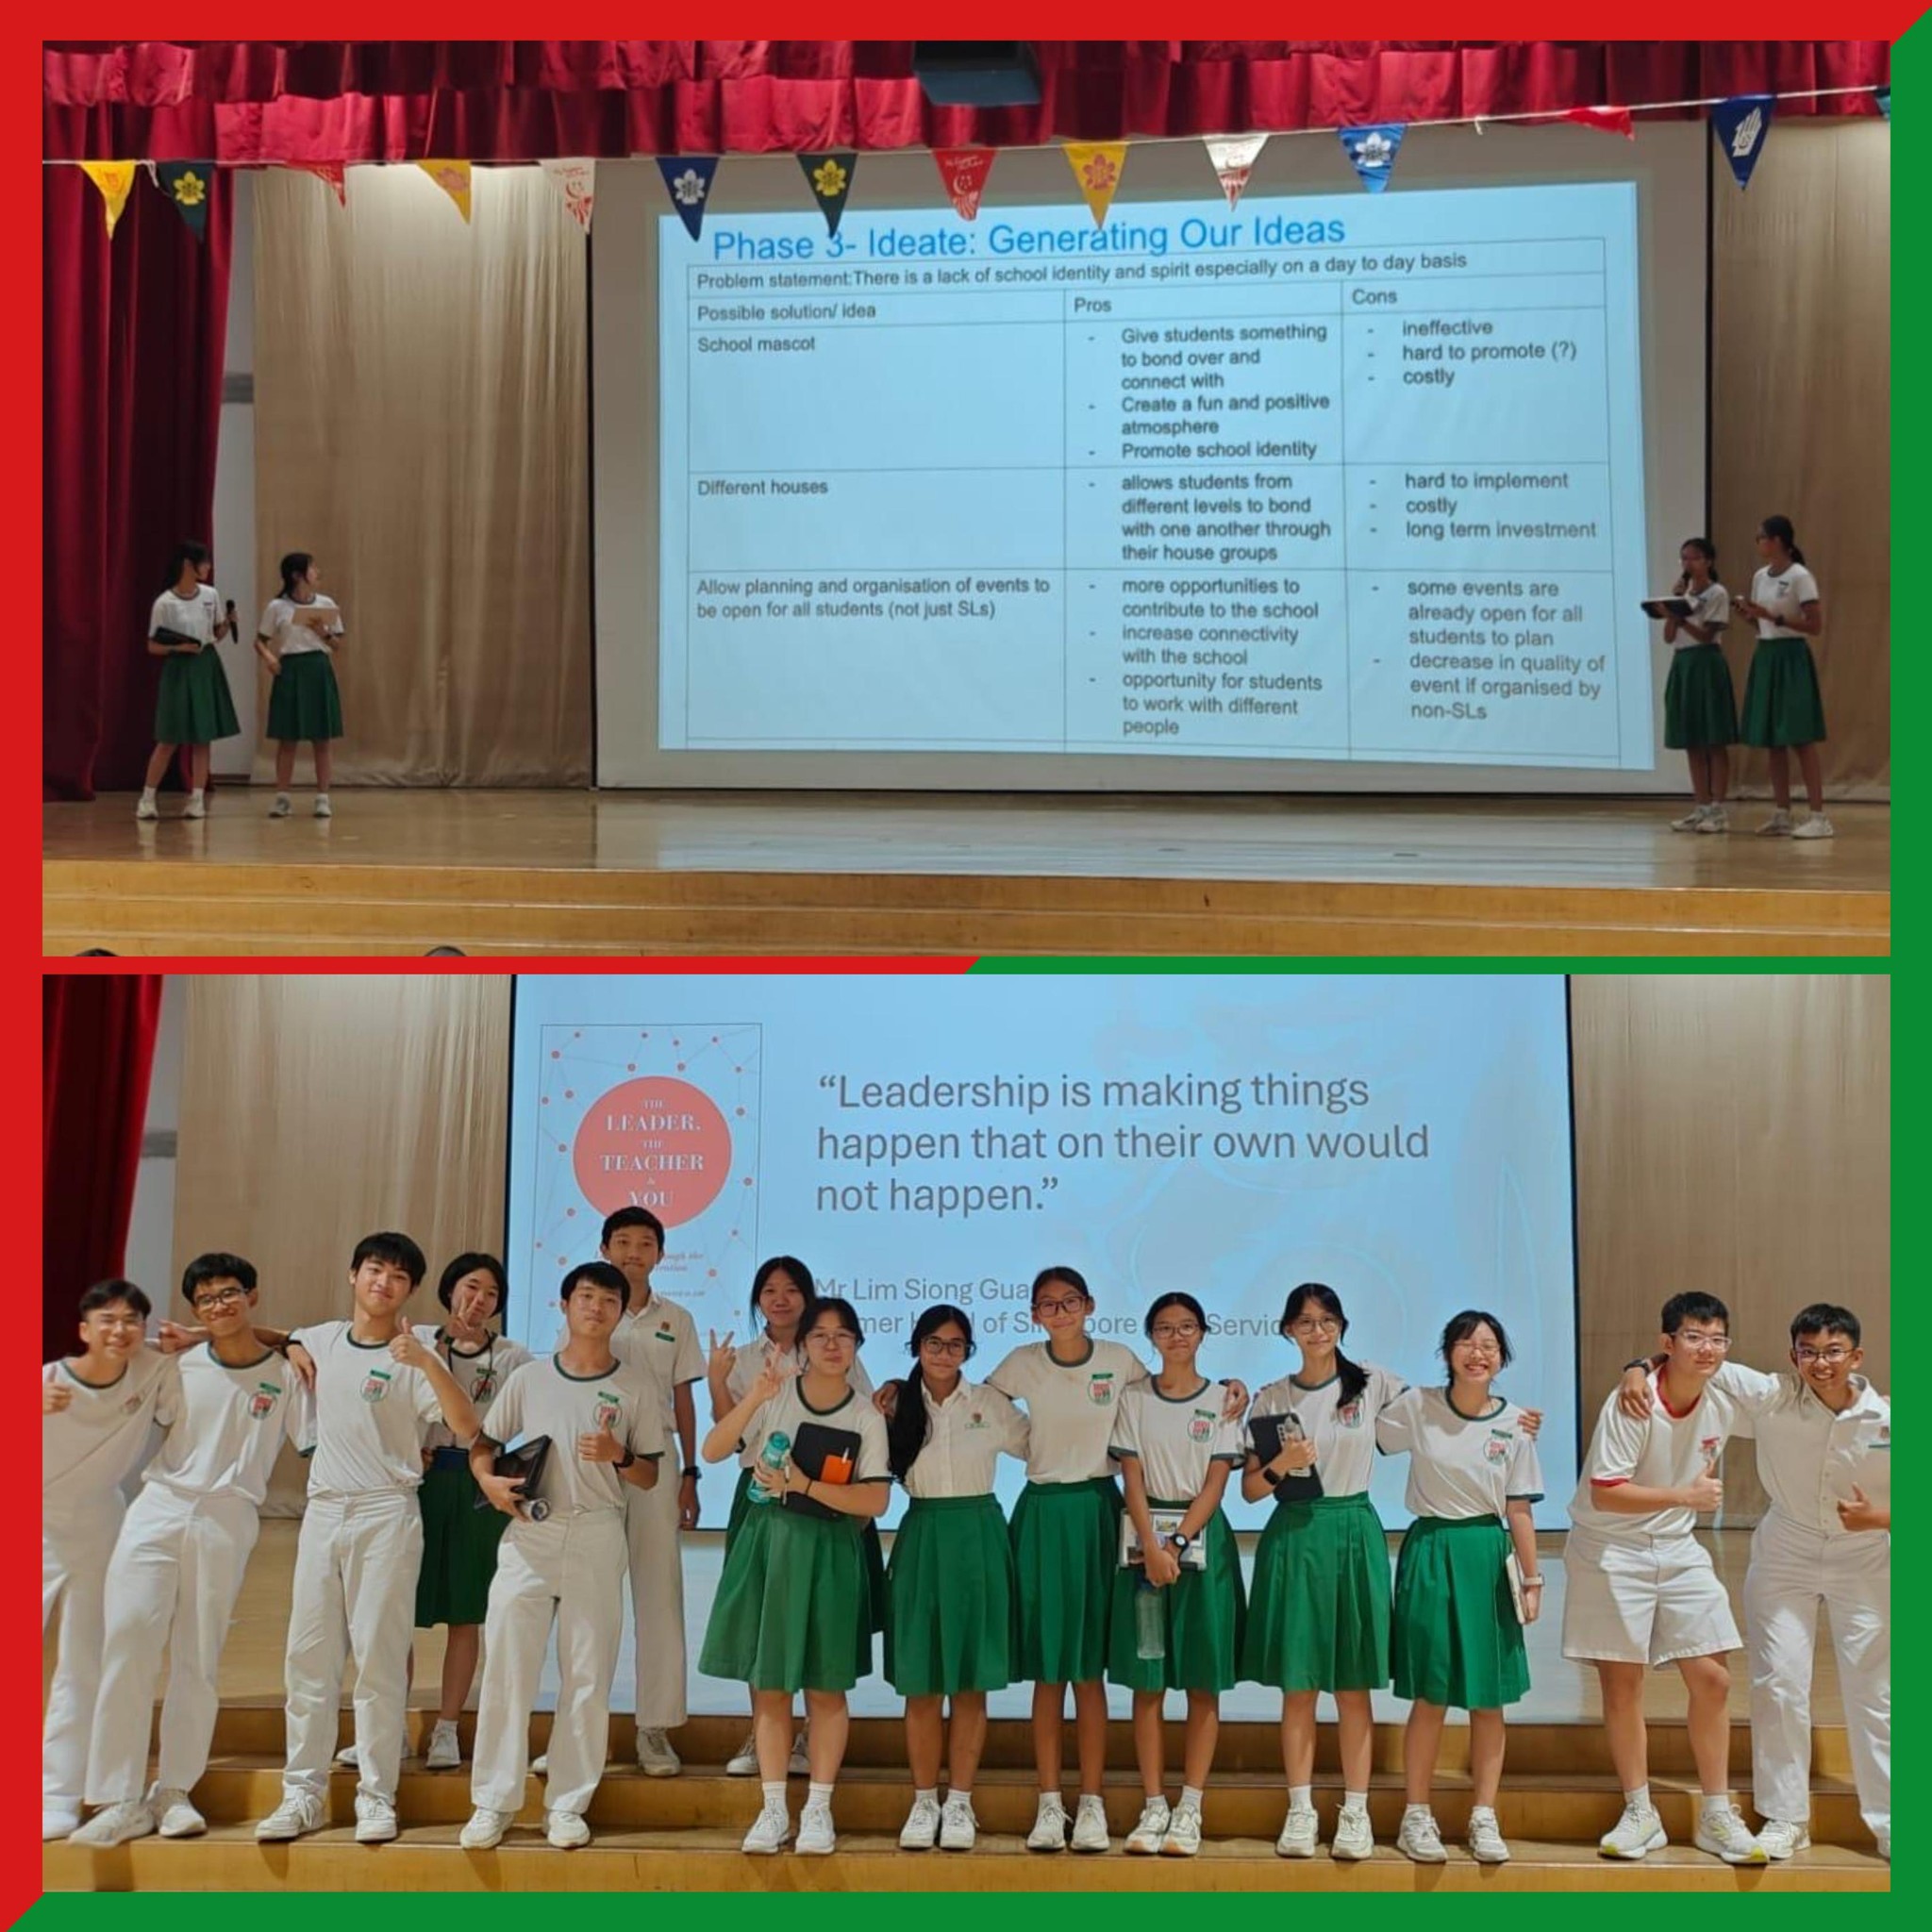 Phase 3- Ideate: Generating Our Ideas
Problem statement:There is a lack of school identity and spirit especially on a day to day basis
Possible solution/ idea
Pros
Cons
School mascot
- Give students something
to bond over and
connect with
- Create a fun and positive
atmosphere
- Promote school identity
- ineffective
- hard to promote (?)
- costly
Different houses
- allows students from
different levels to bond
with one another through
their house groups
- hard to implement
- costly
- long term investment
Allow planning and organisation of events to
be open for all students (not just SLs)
- more opportunities to
contribute to the school
- increase connectivity
with the school
- opportunity for students
to work with different
people
- some events are
already open for all
students to plan
- decrease in quality of
event if organised by
non-SLs
THE
LEADER,
THE
TEACHER
&
YOU
“Leadership is making things
happen that on their own would
not happen.”
Mr Lim Siong
of